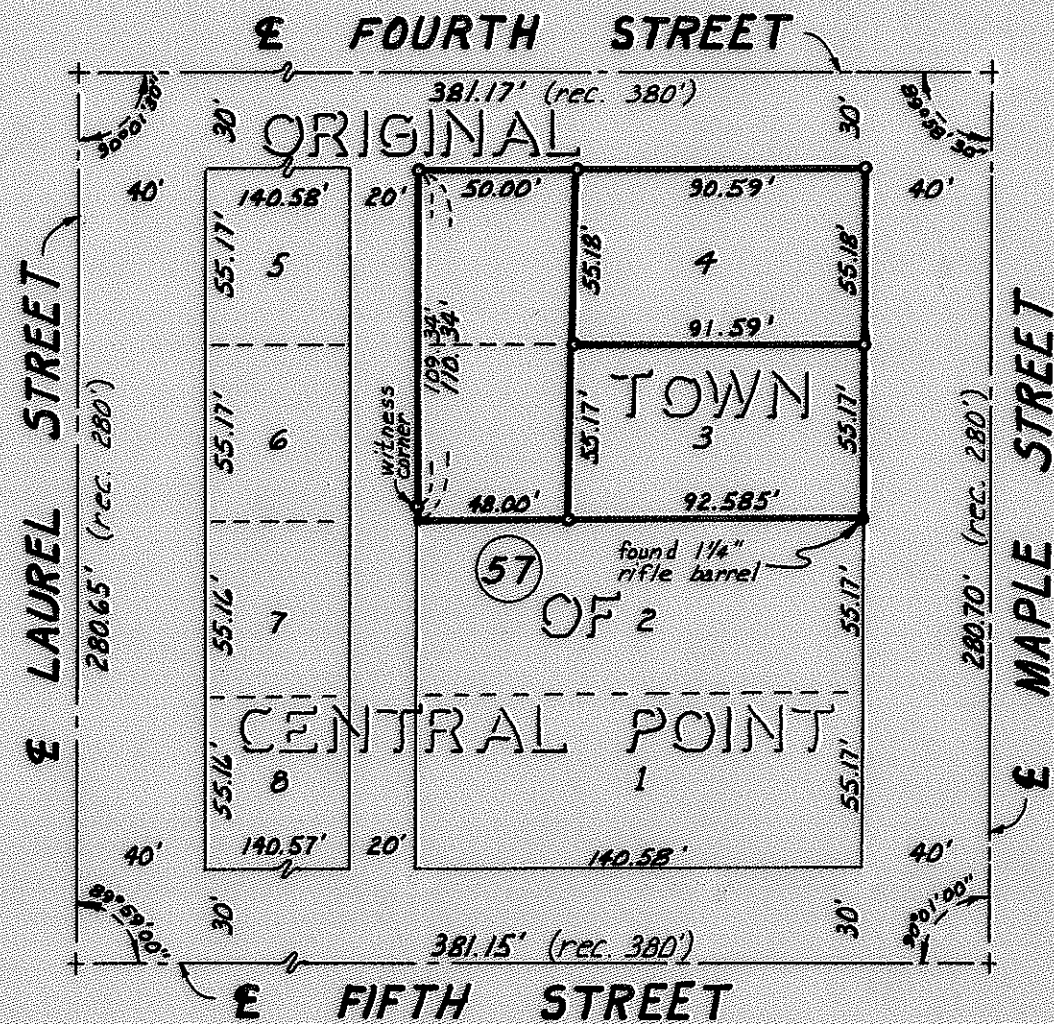 ℄ FOURTH STREET
381.17' (rec. 380')
90°01'30"
30'
30'
89°58'30"
ORIGINAL
40'
140.58'
20'
50.00'
90.59'
40'
55.17'
5
55.18'
4
55.18'
109.34'
110.34'
91.59'
℄ LAUREL STREET
280.65' (rec. 280')
TOWN
55.17'
6
witness
corner
55.17'
3
55.17'
℄ MAPLE STREET
280.70' (rec. 280')
48.00'
92.585'
57
found 1¼"
rifle barrel
55.16'
7
OF
2
55.17'
CENTRAL POINT
55.16'
8
1
55.17'
40'
140.57'
20'
140.58'
40'
89°59'00"
30'
30'
90°01'00"
381.15' (rec. 380')
℄ FIFTH STREET